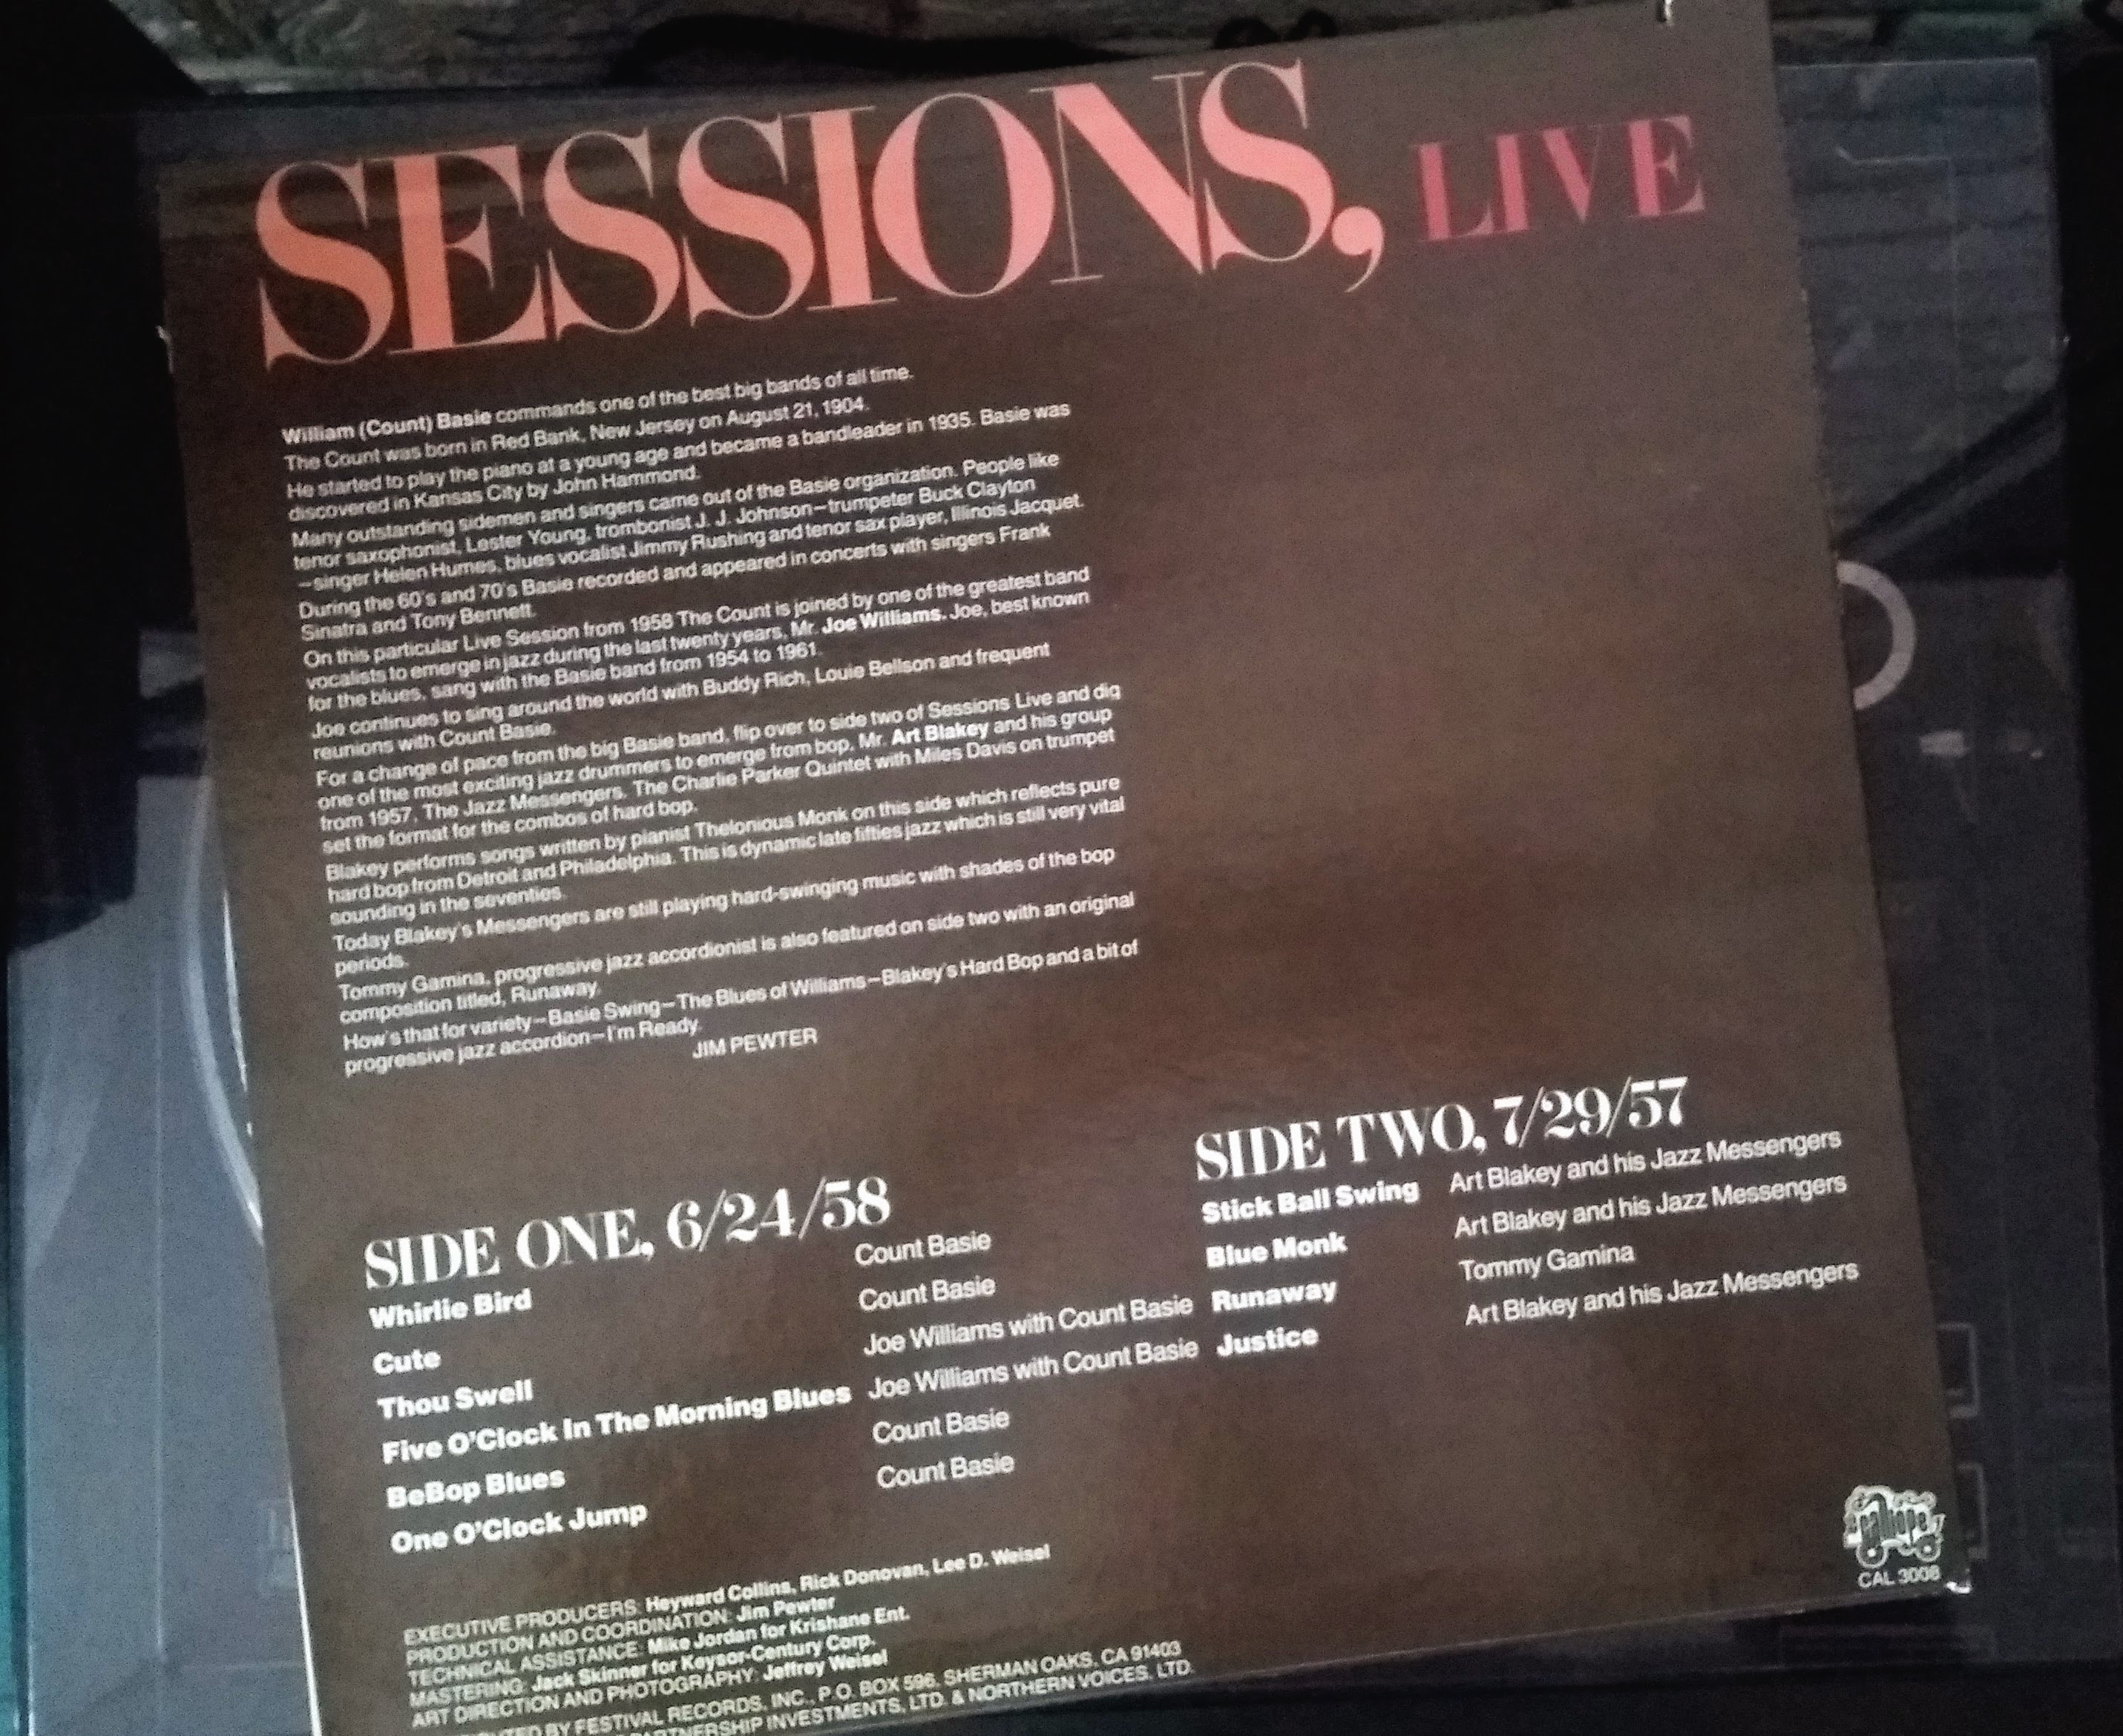 SESSIONS, LIVE
William (Count) Basie commands one of the best big bands of all time.
The Count was born in Red Bank, New Jersey on August 21, 1904.
He started to play the piano at a young age and became a bandleader in 1935. Basie was
discovered in Kansas City by John Hammond.
Many outstanding sidemen and singers came out of the Basie organization. People like
tenor saxophonist, Lester Young, trombonist J. J. Johnson—trumpeter Buck Clayton
—singer Helen Humes, blues vocalist Jimmy Rushing and tenor sax player, Illinois Jacquet.
During the 60's and 70's Basie recorded and appeared in concerts with singers Frank
Sinatra and Tony Bennett.
On this particular Live Session from 1958 The Count is joined by one of the greatest band
vocalists to emerge in jazz during the last twenty years, Mr. Joe Williams. Joe, best known
for the blues, sang with the Basie band from 1954 to 1961.
Joe continues to sing around the world with Buddy Rich, Louie Bellson and frequent
reunions with Count Basie.
For a change of pace from the big Basie band, flip over to side two of Sessions Live and dig
one of the most exciting jazz drummers to emerge from bop, Mr. Art Blakey and his group
from 1957, The Jazz Messengers. The Charlie Parker Quintet with Miles Davis on trumpet
set the format for the combos of hard bop.
Blakey performs songs written by pianist Thelonious Monk on this side which reflects pure
hard bop from Detroit and Philadelphia. This is dynamic late fifties jazz which is still very vital
sounding in the seventies.
Today Blakey's Messengers are still playing hard-swinging music with shades of the bop
periods.
Tommy Gamina, progressive jazz accordionist is also featured on side two with an original
composition titled, Runaway.
How's that for variety—Basie Swing—The Blues of Williams—Blakey's Hard Bop and a bit of
progressive jazz accordion—I'm Ready.
JIM PEWTER
SIDE ONE, 6/24/58
Whirlie Bird Count Basie
Cute Count Basie
Thou Swell Joe Williams with Count Basie
Five O'Clock In The Morning Blues Joe Williams with Count Basie
BeBop Blues Count Basie
One O'Clock Jump Count Basie
SIDE TWO, 7/29/57
Stick Ball Swing Art Blakey and his Jazz Messengers
Blue Monk Art Blakey and his Jazz Messengers
Runaway Tommy Gamina
Justice Art Blakey and his Jazz Messengers
EXECUTIVE PRODUCERS: Heyward Collins, Rick Donovan, Lee D. Weisel
PRODUCTION AND COORDINATION: Jim Pewter
TECHNICAL ASSISTANCE: Mike Jordan for Krishane Ent.
MASTERING: Jack Skinner for Keysor-Century Corp.
ART DIRECTION AND PHOTOGRAPHY: Jeffrey Weisel
BY FESTIVAL RECORDS, INC., P.O. BOX 596, SHERMAN OAKS, CA 91403
INVESTMENTS, LTD. & NORTHERN VOICES, LTD.
calliope
CAL 3008